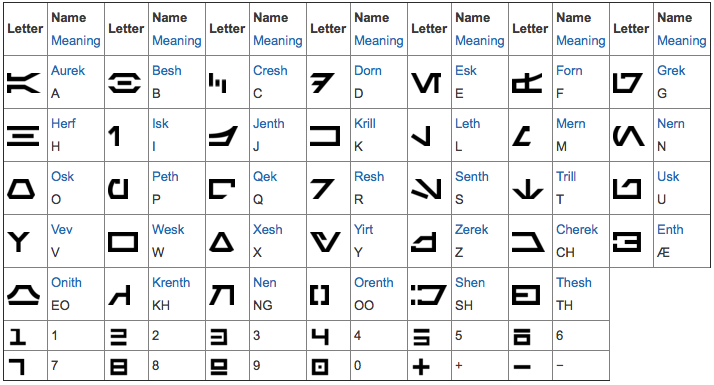 Letter Name Meaning Letter Name Meaning Letter Name Meaning Letter Name Meaning Letter Name Meaning Letter Name Meaning Letter Name Meaning
Aurek Besh Cresh Dorn Esk Forn Grek
A B C D E F G
Herf Isk Jenth Krill Leth Mern Nern
H I J K L M N
Osk Peth Qek Resh Senth Trill Usk
O P Q R S T U
Vev Wesk Xesh Yirt Zerek Cherek Enth
V W X Y Z CH Æ
Onith Krenth Nen Orenth Shen Thesh
EO KH NG OO SH TH
1 2 3 4 5 6
7 8 9 0 + −